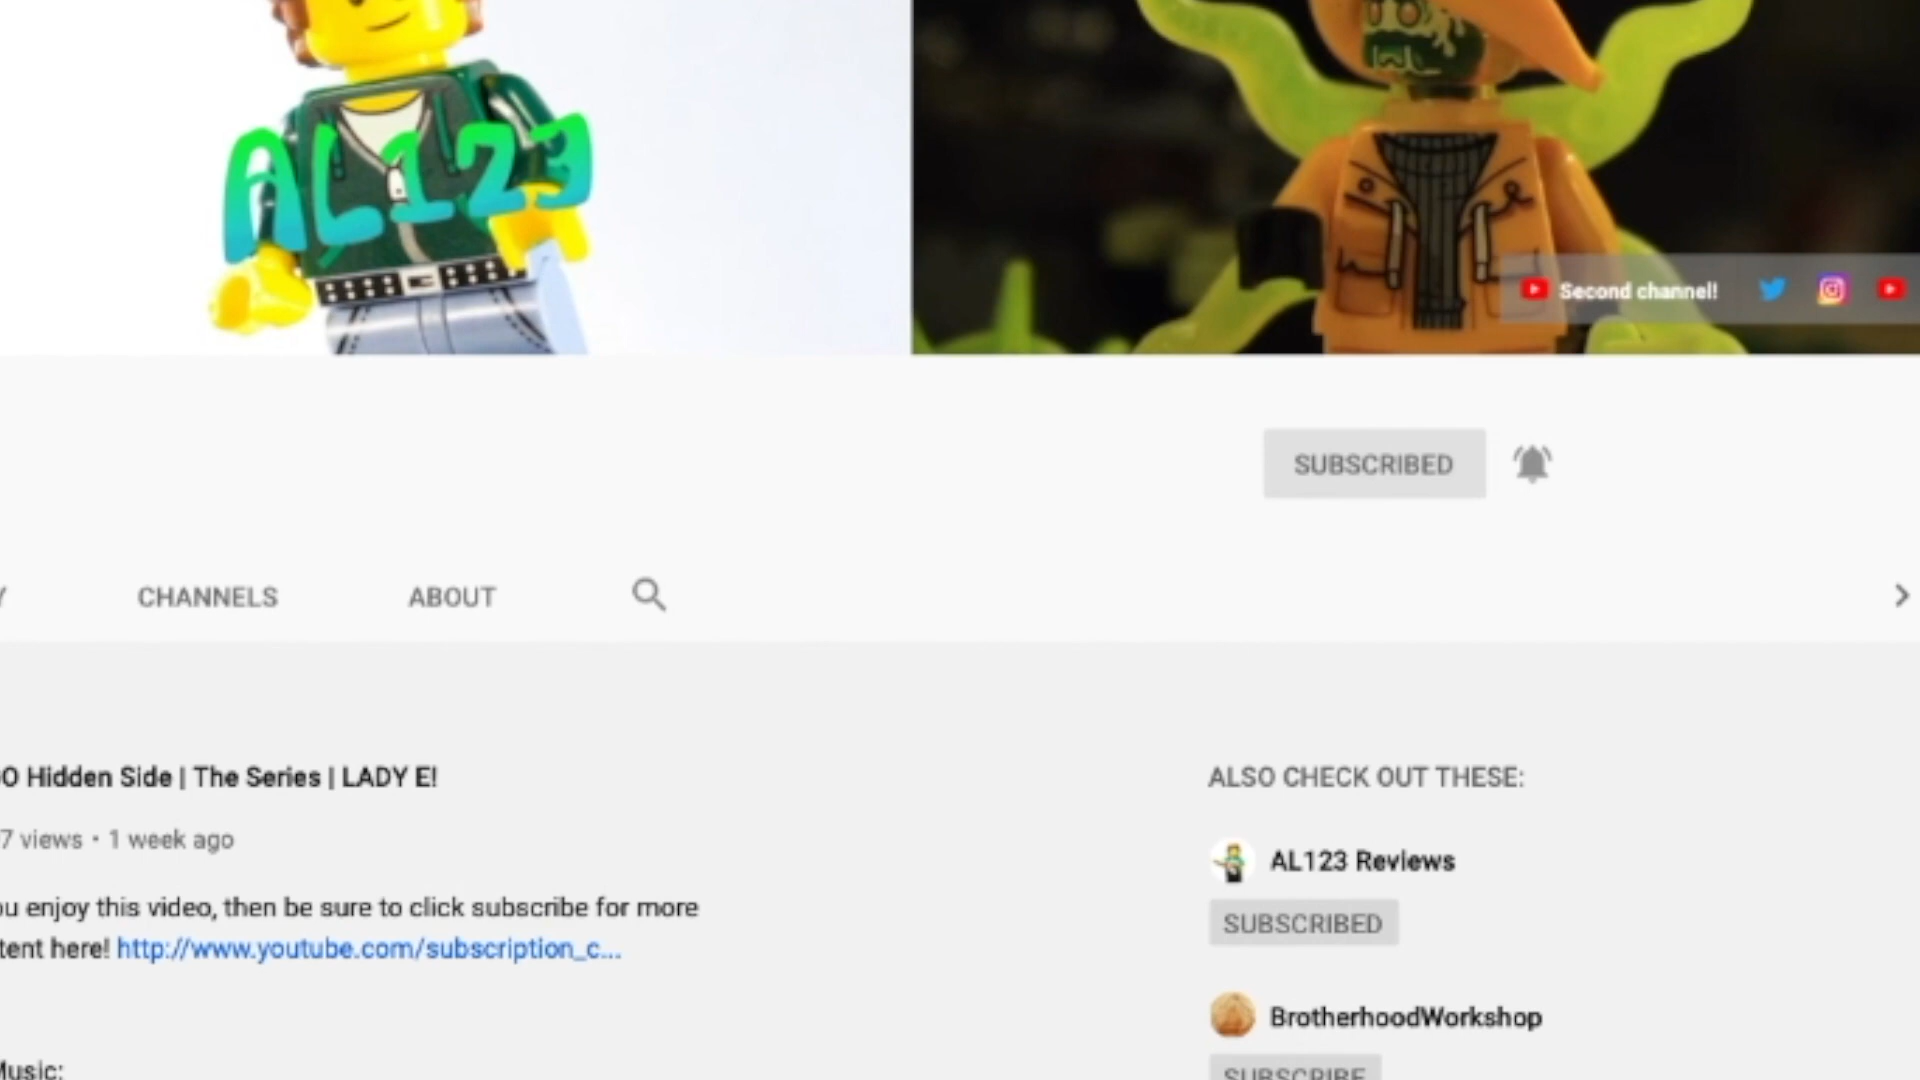 AL123
Second channel!
SUBSCRIBED
CHANNELS ABOUT
O Hidden Side | The Series | LADY E!
7 views • 1 week ago
u enjoy this video, then be sure to click subscribe for more
tent here! http://www.youtube.com/subscription_c...
Music:
ALSO CHECK OUT THESE:
AL123 Reviews
SUBSCRIBED
BrotherhoodWorkshop
SUBSCRIBE